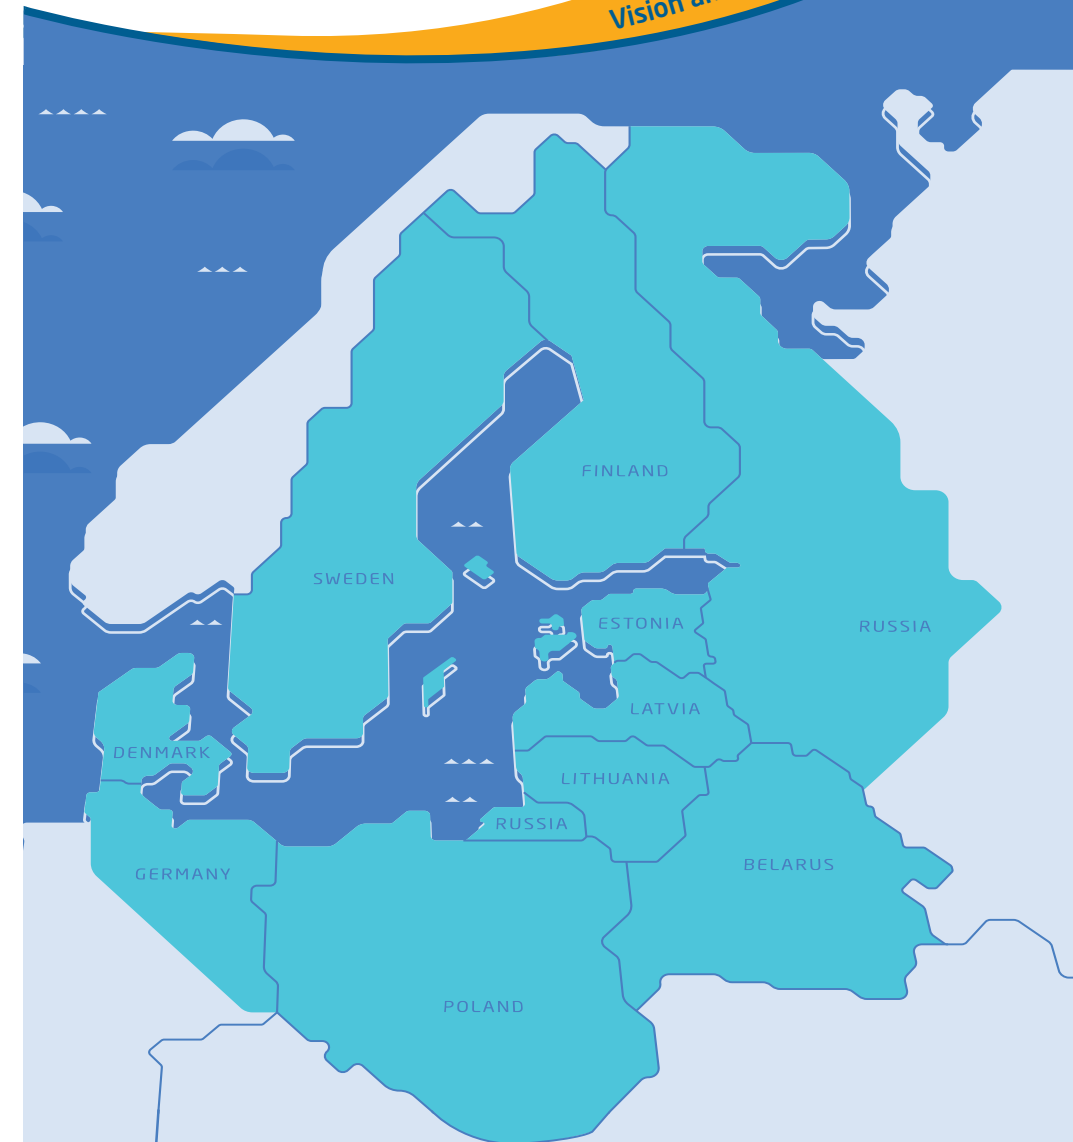 Vision
FINLAND
SWEDEN
ESTONIA
RUSSIA
LATVIA
DENMARK
LITHUANIA
RUSSIA
BELARUS
GERMANY
POLAND